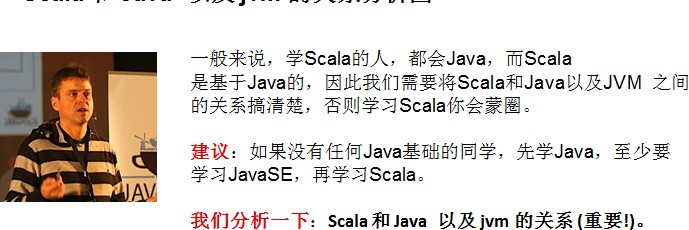 Scala 和 Java 以及 jvm 的关系分析图
一般来说，学Scala的人，都会Java，而Scala
是基于Java的，因此我们需要将Scala和Java以及JVM 之间
的关系搞清楚，否则学习Scala你会蒙圈。
建议：如果没有任何Java基础的同学，先学Java，至少要
学习JavaSE，再学习Scala。
我们分析一下：Scala 和 Java 以及 jvm 的关系 (重要!)。
JAVA